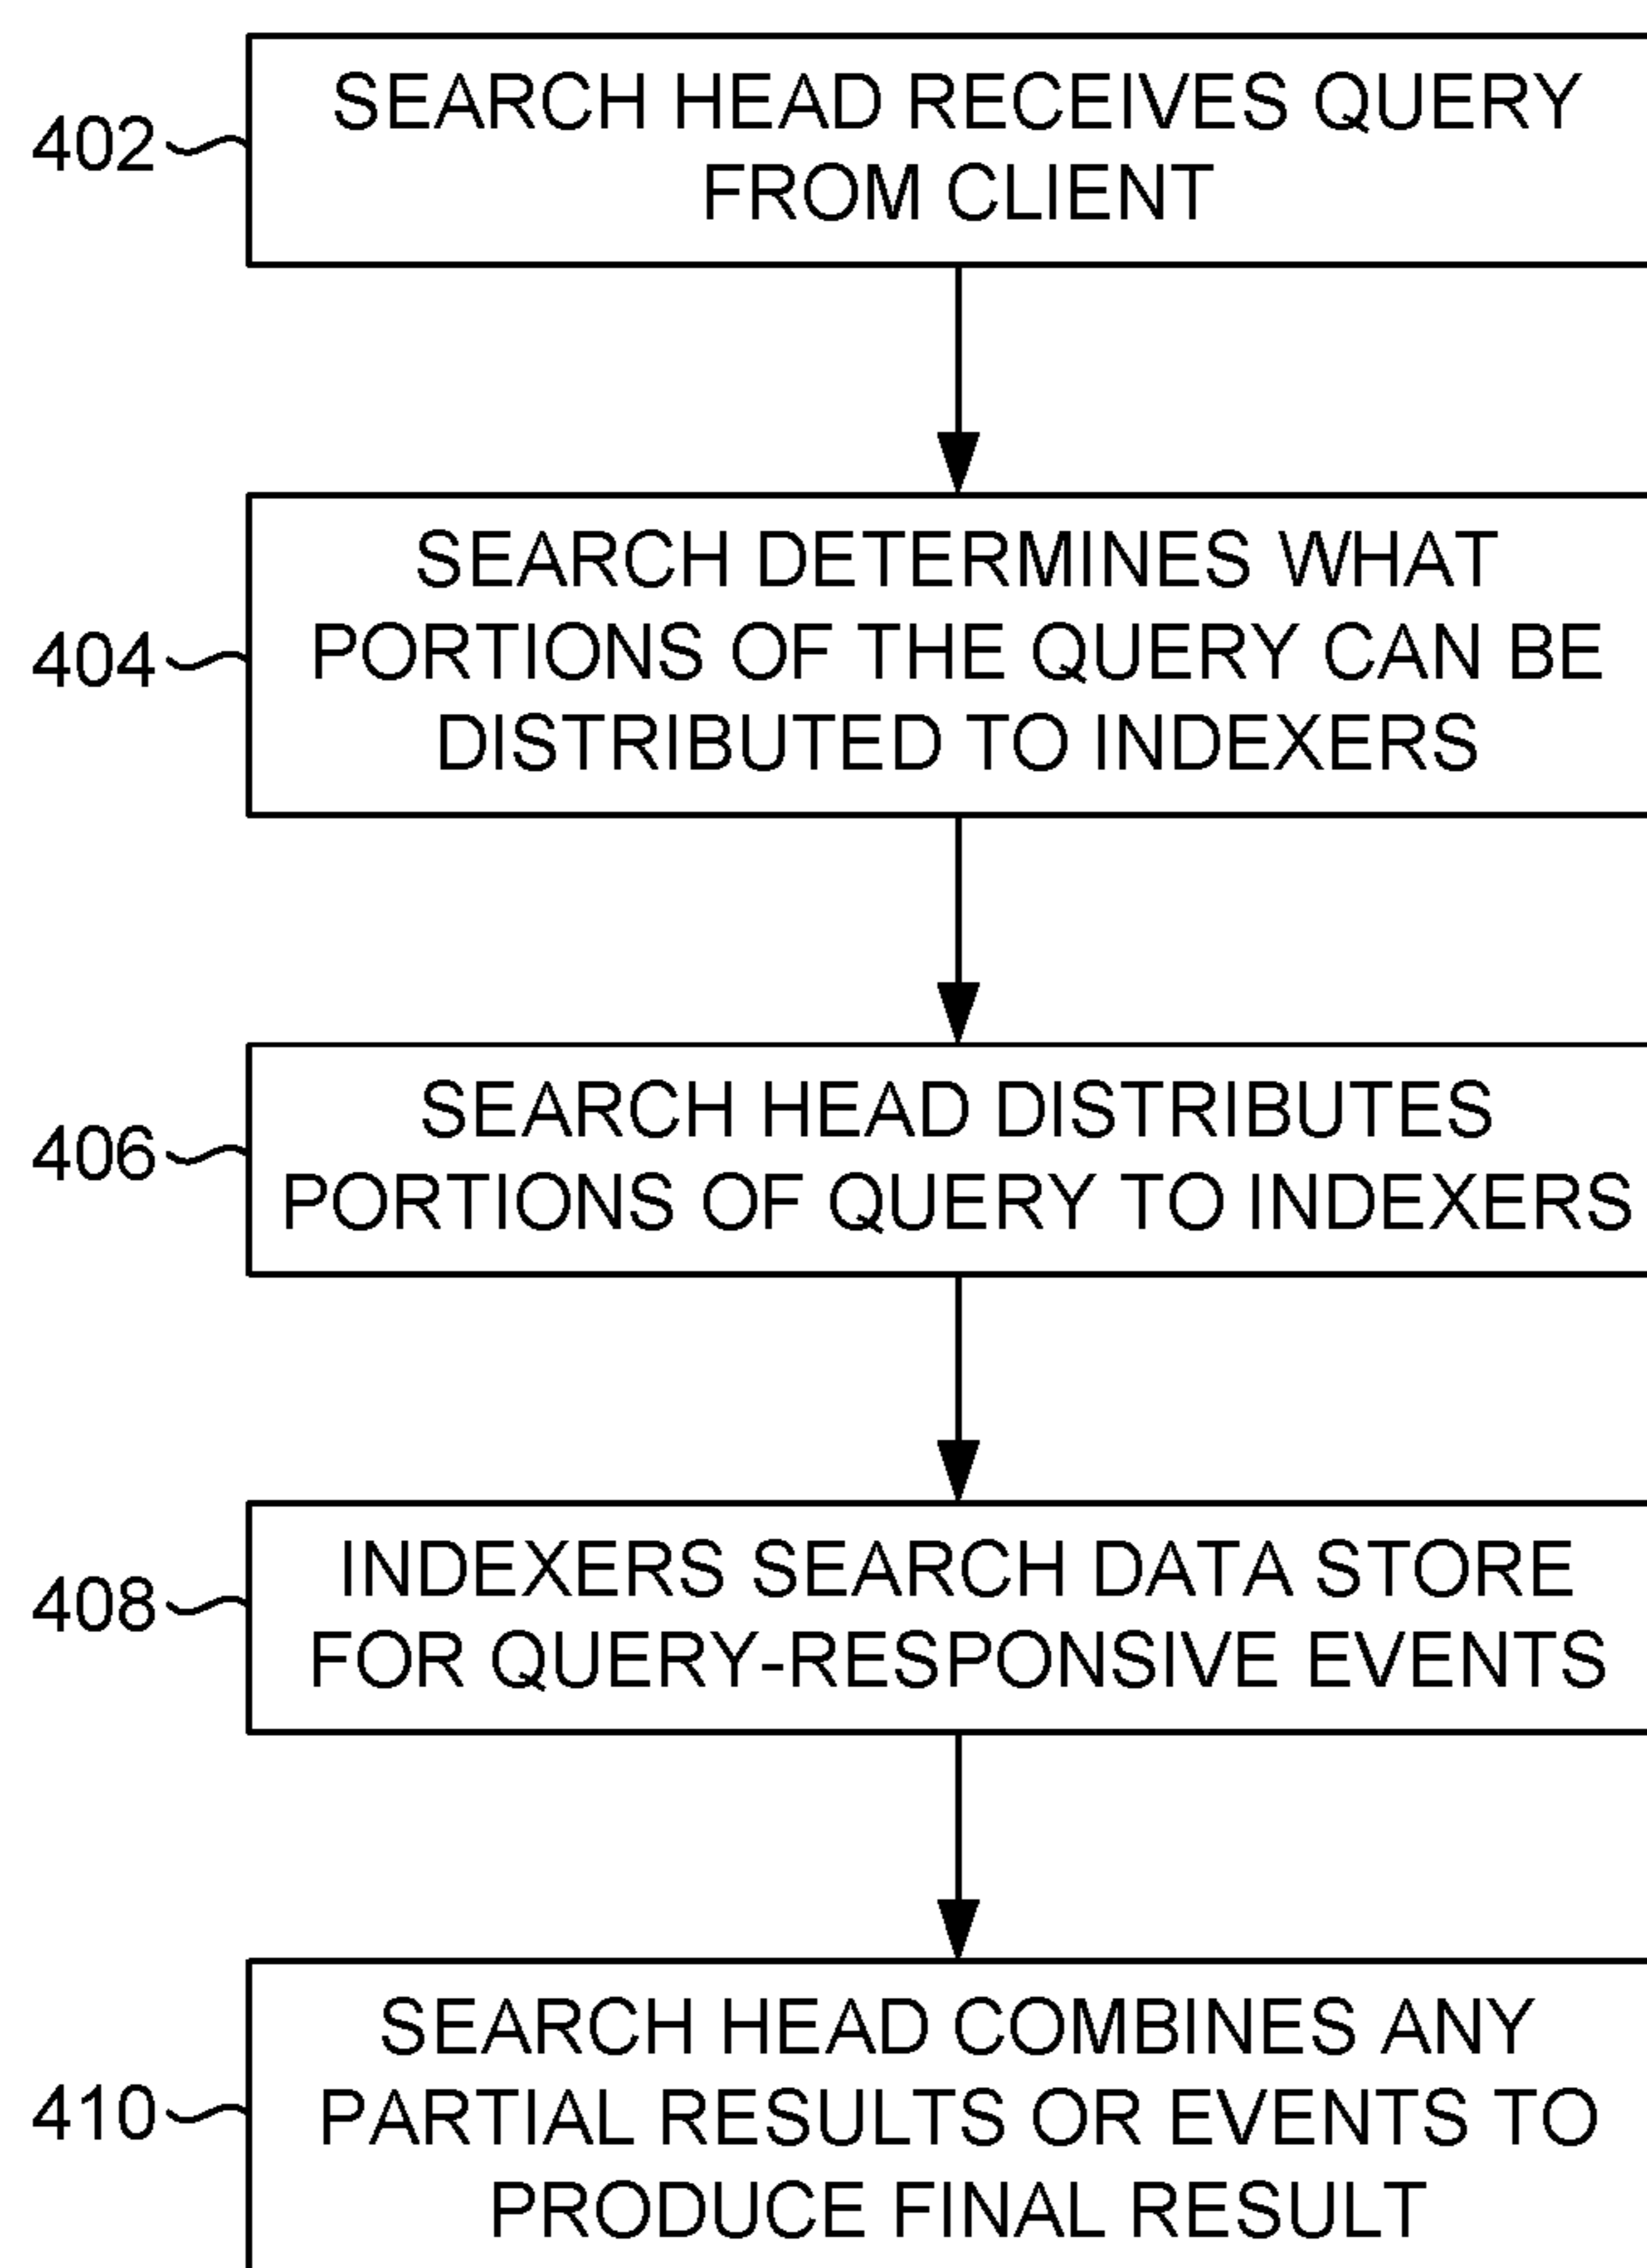 402
SEARCH HEAD RECEIVES QUERY
FROM CLIENT
404
SEARCH DETERMINES WHAT
PORTIONS OF THE QUERY CAN BE
DISTRIBUTED TO INDEXERS
406
SEARCH HEAD DISTRIBUTES
PORTIONS OF QUERY TO INDEXERS
408
INDEXERS SEARCH DATA STORE
FOR QUERY-RESPONSIVE EVENTS
410
SEARCH HEAD COMBINES ANY
PARTIAL RESULTS OR EVENTS TO
PRODUCE FINAL RESULT